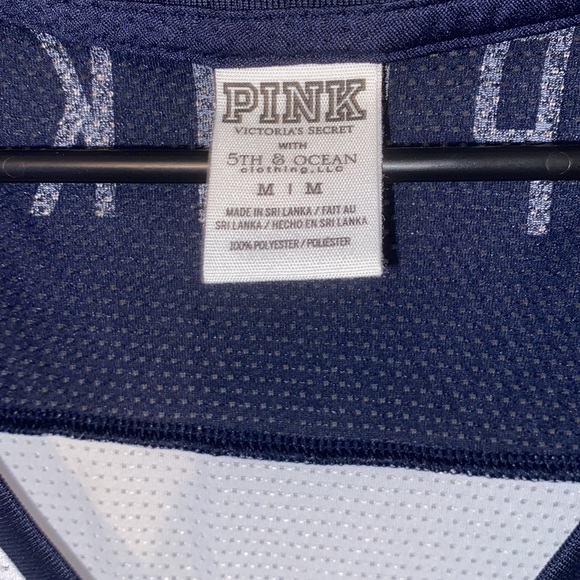 PINK
VICTORIA'S SECRET
WITH
5TH & OCEAN
clothing, LLC
M | M
MADE IN SRI LANKA / FAIT AU
SRI LANKA / HECHO EN SRI LANKA
100% POLYESTER / POLIÉSTER